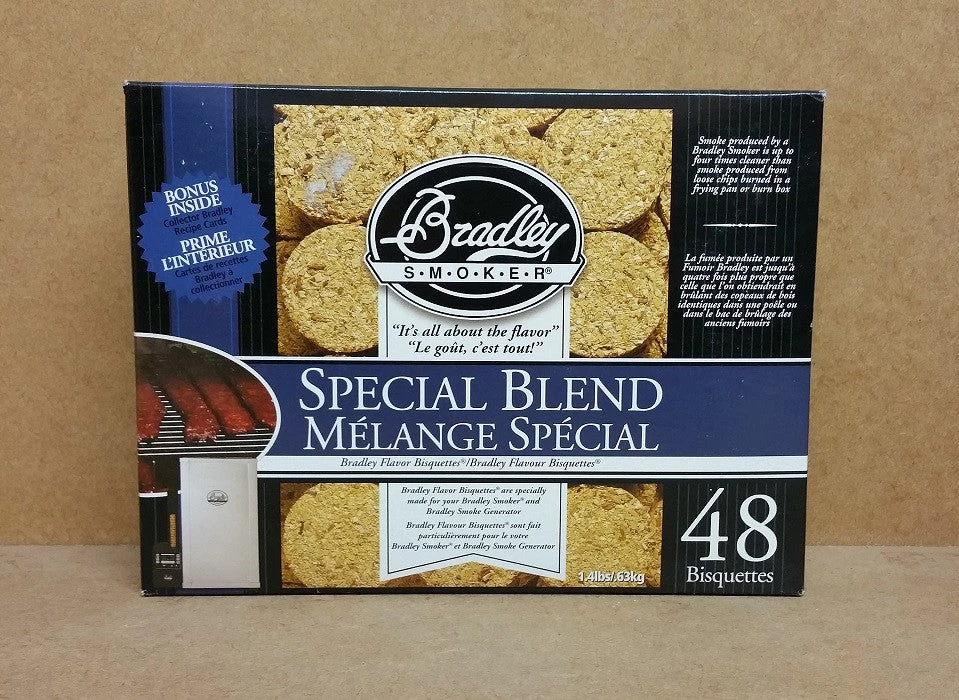 BONUS
INSIDE
Collector Bradley
Recipe Cards
PRIME
L'INTÉRIEUR
Cartes de recettes
Bradley à
collectionner
Bradley
S•M•O•K•E•R®
"It's all about the flavor"
"Le goût, c'est tout!"
Smoke produced by a
Bradley Smoker is up to
four times cleaner than
smoke produced from
loose chips burned in a
frying pan or burn box
La fumée produite par un
Fumoir Bradley est jusqu'à
quatre fois plus propre que
celle que l'on obtiendrait en
brûlant des copeaux de bois
identiques dans une poêle ou
dans le bac de brûlage des
anciens fumoirs
SPECIAL BLEND
MÉLANGE SPÉCIAL
Bradley Flavor Bisquettes®/Bradley Flavour Bisquettes®
Bradley Flavor Bisquettes® are specially
made for your Bradley Smoker® and
Bradley Smoke Generator
Bradley Flavour Bisquettes® sont fait
particulièrement pour le votre
Bradley Smoker® et Bradley Smoke Generator
1.4lbs/.63kg
48
Bisquettes